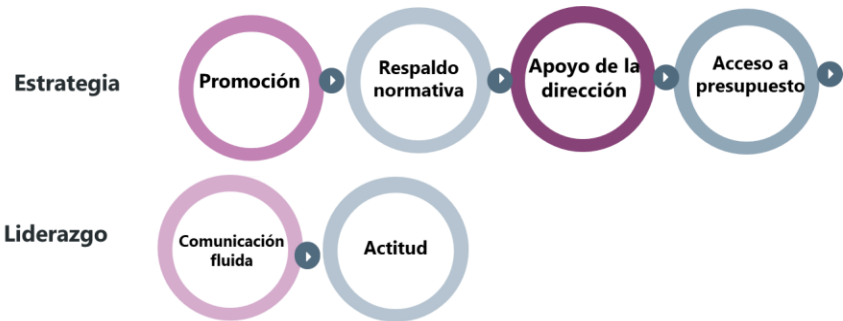 Estrategia
Promoción
Respaldo
normativa
Apoyo de la
dirección
Acceso a
presupuesto
Liderazgo
Comunicación
fluida
Actitud